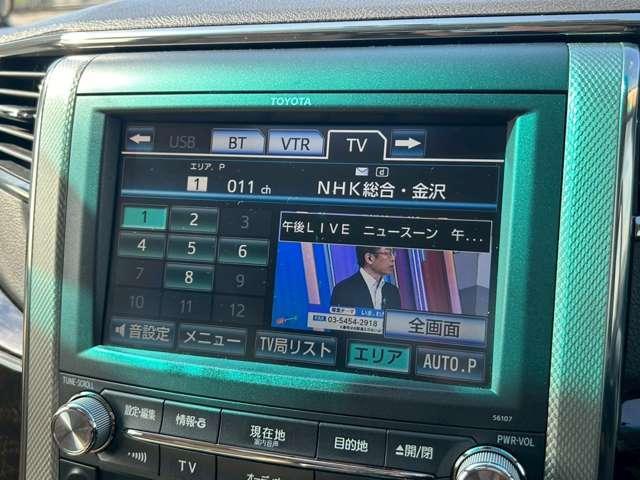 TOYOTA
USB BT VTR TV
エリア. P
1 011 ch NHK総合・金沢
1 2 3
4 5 6
7 8 9
10 11 12
午後LIVE ニュースーン 午...
03-5454-2918
全画面
音設定 メニュー TV局リスト エリア AUTO.P
TUNE・SCROLL
56107
PWR・VOL
設定・編集 情報・G 現在地 目的地 開/閉
案内音声
TV